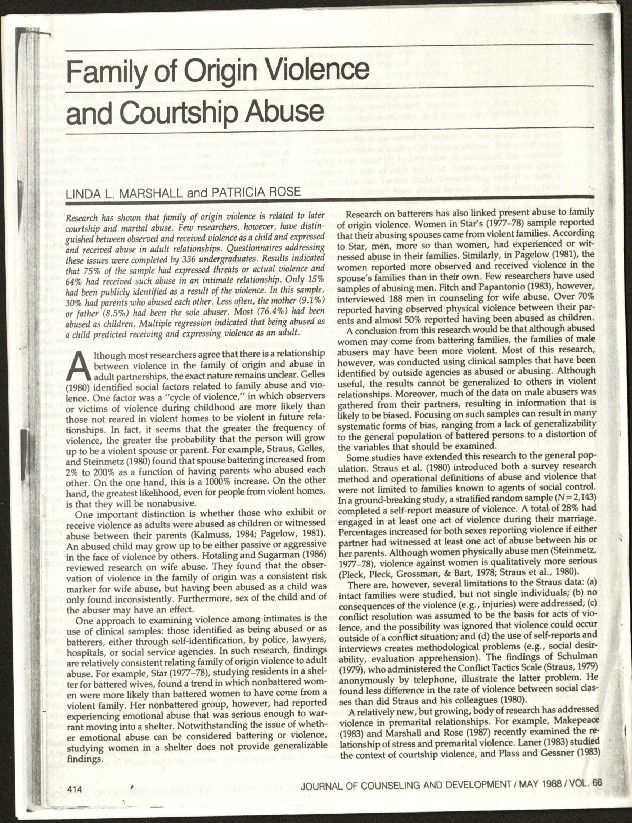 Family of Origin Violence
and Courtship Abuse
LINDA L. MARSHALL and PATRICIA ROSE
Research has shown that family of origin violence is related to later
courtship and marital abuse. Few researchers, however, have distin-
guished between observed and received violence as a child and expressed
and received abuse in adult relationships. Questionnaires addressing
these issues were completed by 336 undergraduates. Results indicated
that 75% of the sample had expressed threats or actual violence and
64% had received such abuse in an intimate relationship. Only 15%
had been publicly identified as a result of the violence. In this sample,
30% had parents who abused each other. Less often, the mother (9.1%)
or father (8.5%) had been the sole abuser. Most (76.4%) had been
abused as children. Multiple regression indicated that being abused as
a child predicted receiving and expressing violence as an adult.
Although most researchers agree that there is a relationship
between violence in the family of origin and abuse in
adult partnerships, the exact nature remains unclear. Gelles
(1980) identified social factors related to family abuse and vio-
lence. One factor was a "cycle of violence," in which observers
or victims of violence during childhood are more likely than
those not reared in violent homes to be violent in future rela-
tionships. In fact, it seems that the greater the frequency of
violence, the greater the probability that the person will grow
up to be a violent spouse or parent. For example, Straus, Gelles,
and Steinmetz (1980) found spouse battering increased from
2% to 200% as a function of having parents who abused each
other. On the one hand, this is a 1000% increase. On the other
hand, the greatest likelihood, even for people from violent homes,
is that they will be nonabusive.
One important distinction is whether those who exhibit or
receive violence as adults were abused as children or witnessed
abuse between their parents (Kalmuss, 1984; Pagelow, 1981).
An abused child may grow up to be either passive or aggressive
in the face of violence by others. Hotaling and Sugarman (1986)
reviewed research on wife abuse. They found that the obser-
vation of violence in the family of origin was a consistent risk
marker for wife abuse, but having been abused as a child was
only found inconsistently. Furthermore, sex of the child and of
the abuser may have an effect.
One approach to examining violence among intimates is the
use of clinical samples: those identified as being abused or as
batterers, either through self-identification, by police, lawyers,
hospitals, or social service agencies. In such research, findings
are relatively consistent relating family of origin violence to adult
abuse. For example, Star (1977-78), studying residents in a shel-
ter for battered wives, found a trend in which nonbattered wom-
en were more likely than battered women to have come from a
violent family. Her nonbattered group, however, had reported
experiencing emotional abuse that was serious enough to war-
rant moving into a shelter. Notwithstanding the issue of wheth-
er emotional abuse can be considered battering or violence,
studying women in a shelter does not provide generalizable
findings.
Research on batterers has also linked present abuse to family
of origin violence. Women in Star's (1977-78) sample reported
that their abusing spouses came from violent families. According
to Star, men, more so than women, had experienced or wit-
nessed abuse in their families. Similarly, in Pagelow (1981), the
women reported more observed and received violence in the
spouse's families than in their own. Few researchers have used
samples of abusing men. Fitch and Papantonio (1983), however,
interviewed 188 men in counseling for wife abuse. Over 70%
reported having observed physical violence between their par-
ents and almost 50% reported having been abused as children.
A conclusion from this research would be that although abused
women may come from battering families, the families of male
abusers may have been more violent. Most of this research,
however, was conducted using clinical samples that have been
identified by outside agencies as abused or abusing. Although
useful, the results cannot be generalized to others in violent
relationships. Moreover, much of the data on male abusers was
gathered from their partners, resulting in information that is
likely to be biased. Focusing on such samples can result in many
systematic forms of bias, ranging from a lack of generalizability
to the general population of battered persons to a distortion of
the variables that should be examined.
Some studies have extended this research to the general pop-
ulation. Straus et al. (1980) introduced both a survey research
method and operational definitions of abuse and violence that
were not limited to families known to agents of social control.
In a ground-breaking study, a stratified random sample (N=2,143)
completed a self-report measure of violence. A total of 28% had
engaged in at least one act of violence during their marriage.
Percentages increased for both sexes reporting violence if either
partner had witnessed at least one act of abuse between his or
her parents. Although women physically abuse men (Steinmetz,
1977-78), violence against women is qualitatively more serious
(Pleck, Pleck, Grossman, & Bart, 1978; Straus et al., 1980).
There are, however, several limitations to the Straus data: (a)
intact families were studied, but not single individuals; (b) no
consequences of the violence (e.g., injuries) were addressed; (c)
conflict resolution was assumed to be the basis for acts of vio-
lence, and the possibility was ignored that violence could occur
outside of a conflict situation; and (d) the use of self-reports and
interviews creates methodological problems (e.g., social desir-
ability, evaluation apprehension). The findings of Schulman
(1979), who administered the Conflict Tactics Scale (Straus, 1979)
anonymously by telephone, illustrate the latter problem. He
found less difference in the rate of violence between social clas-
ses than did Straus and his colleagues (1980).
A relatively new, but growing, body of research has addressed
violence in premarital relationships. For example, Makepeace
(1983) and Marshall and Rose (1987) recently examined the re-
lationship of stress and premarital violence. Laner (1983) studied
the context of courtship violence, and Plass and Gessner (1983)
414
JOURNAL OF COUNSELING AND DEVELOPMENT / MAY 1988 / VOL. 66